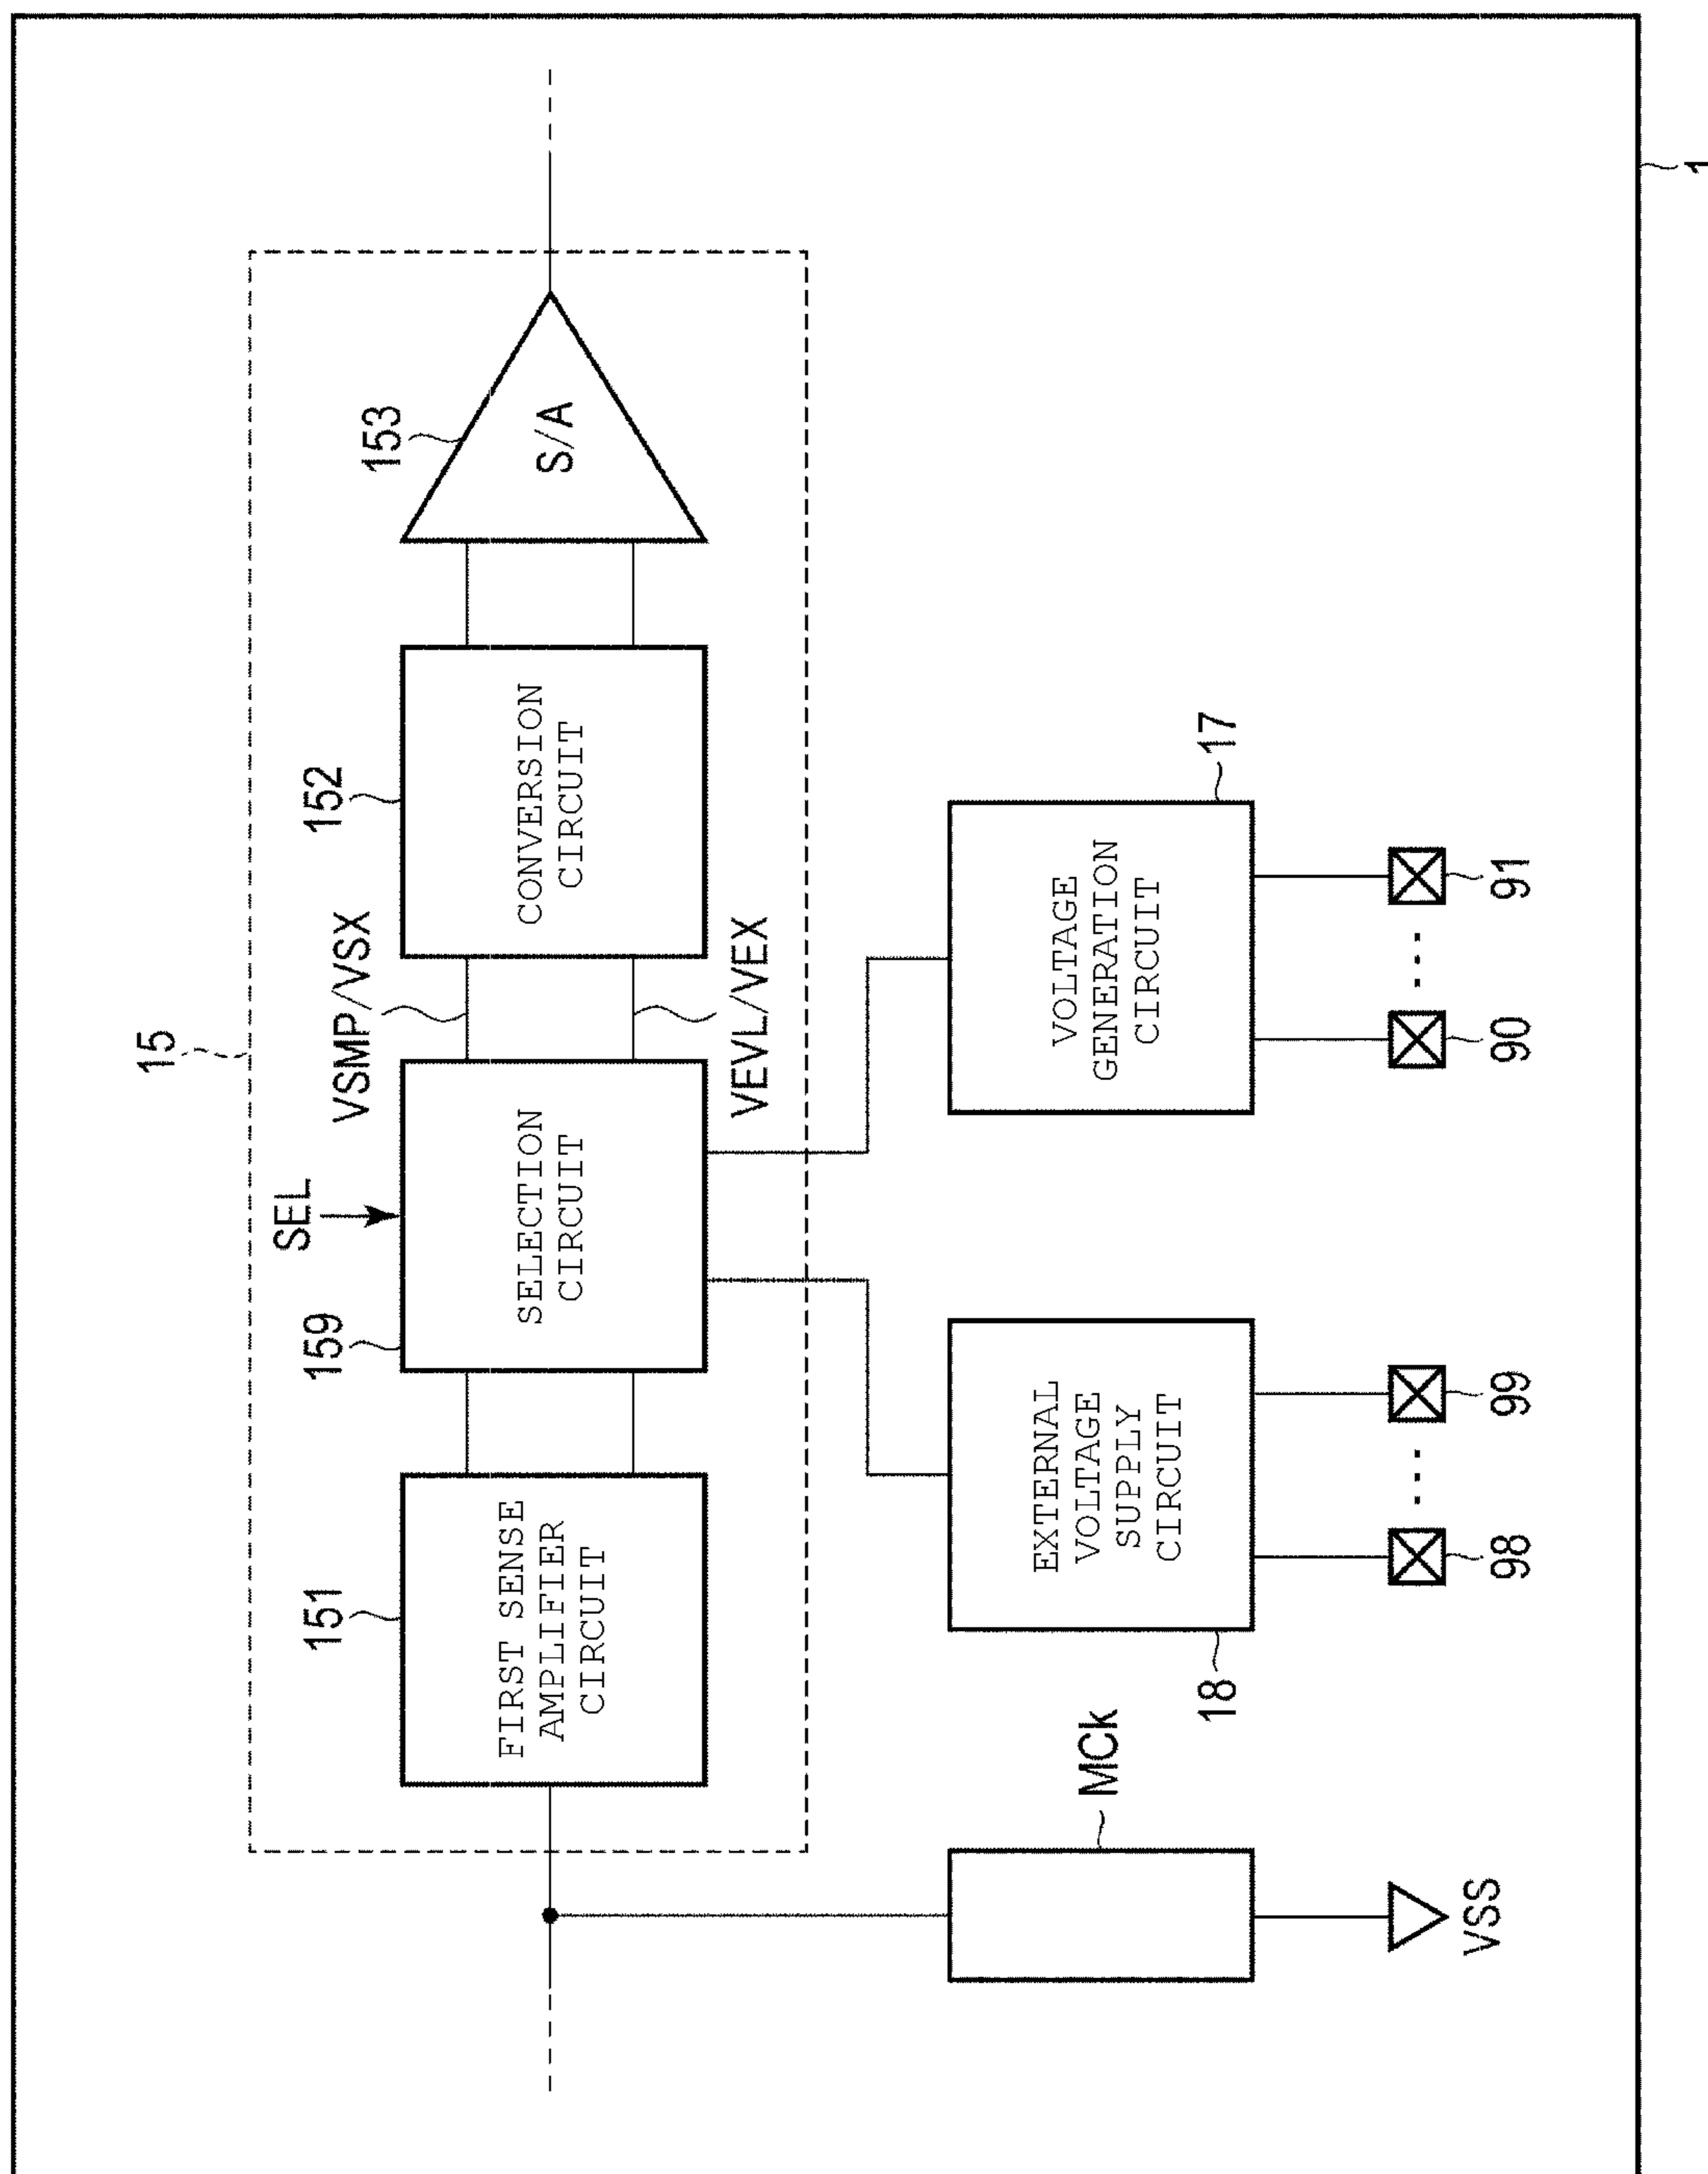 15
SEL
VSMP/VSX
151
159
152
153
FIRST SENSE
AMPLIFIER
CIRCUIT
SELECTION
CIRCUIT
CONVERSION
CIRCUIT
S/A
VEVL/VEX
MCk
18
EXTERNAL
VOLTAGE
SUPPLY
CIRCUIT
VOLTAGE
GENERATION
CIRCUIT
17
VSS
98
99
90
91
1